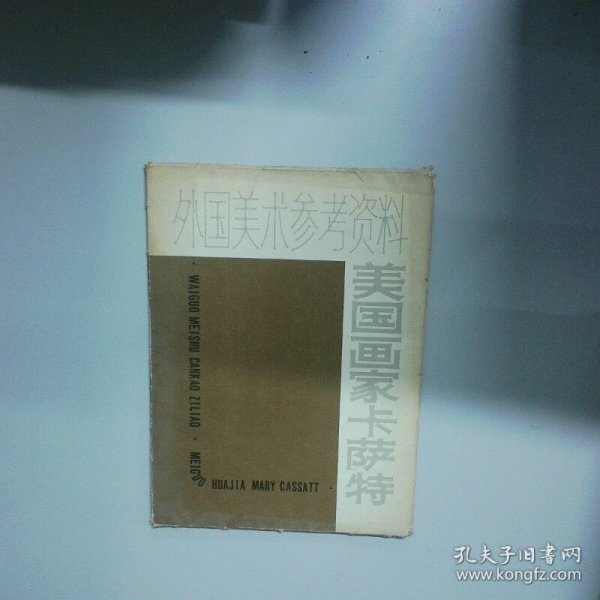 外国美术参考资料
美国画家卡萨特
· WAIGUO MEISHU CANKAO ZILIAO · MEIGUO HUAJIA MARY CASSATT ·
孔夫子旧书网
www.kongfz.com